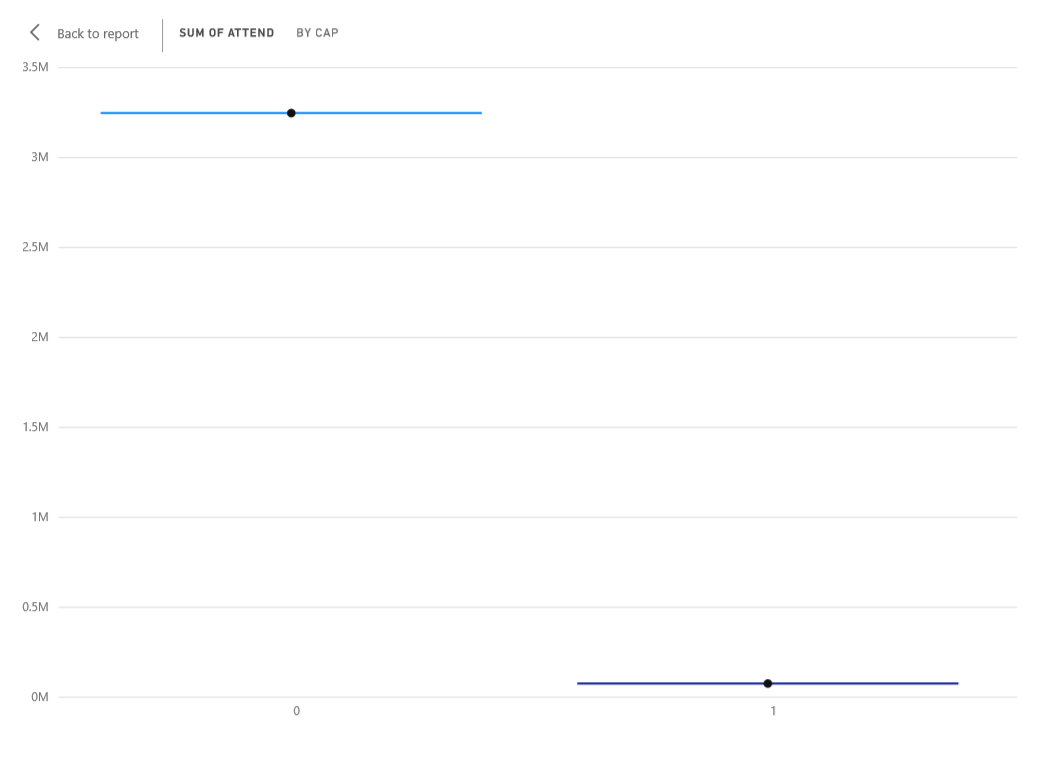 Back to report
SUM OF ATTEND BY CAP
3.5M
3M
2.5M
2M
1.5M
1M
0.5M
0M
0 1